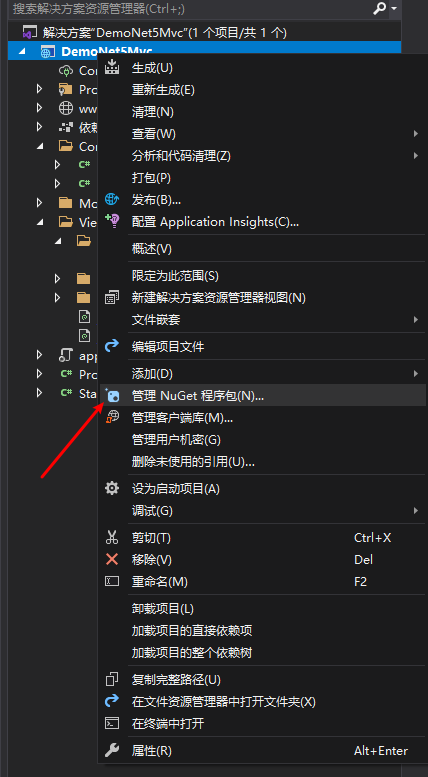 搜索解决方案资源管理器(Ctrl+;)
解决方案"DemoNet5Mvc"(1 个项目/共 1 个)
DemoNet5Mvc
Con
生成(U)
Pro
重新生成(E)
www
清理(N)
依赖
查看(W)
Con
分析和代码清理(Z)
C#
打包(P)
C#
发布(B)...
Mo
配置 Application Insights(C)...
Vie
概述(V)
限定为此范围(S)
新建解决方案资源管理器视图(N)
文件嵌套
编辑项目文件
app
添加(D)
Pro
C#
管理 NuGet 程序包(N)...
Star
C#
管理客户端库(M)...
管理用户机密(G)
删除未使用的引用(U)...
设为启动项目(A)
调试(G)
剪切(T) Ctrl+X
移除(V) Del
重命名(M) F2
卸载项目(L)
加载项目的直接依赖项
加载项目的整个依赖树
复制完整路径(U)
在文件资源管理器中打开文件夹(X)
在终端中打开
属性(R) Alt+Enter